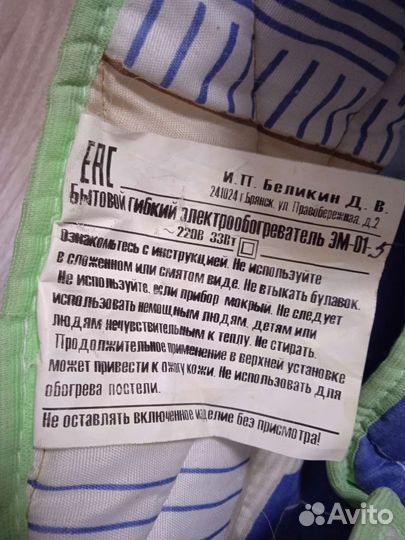 ЕАС
И.П. Беликин Д. В.
241024 г.Брянск, ул. Правобережная, д.2
Бытовой гибкий электрообогреватель ЭМ-01-5
~220В 33Вт
Ознакомьтесь с инструкцией. Не используйте
в сложенном или смятом виде. Не втыкать булавок.
Не используйте, если прибор мокрый. Не следует
использовать немощным людям, детям или
людям нечувствительным к теплу. Не стирать.
Продолжительное применение в верхней установке
может привести к ожогу кожи. Не использовать для
обогрева постели.
Не оставлять включенное изделие без присмотра!
Avito